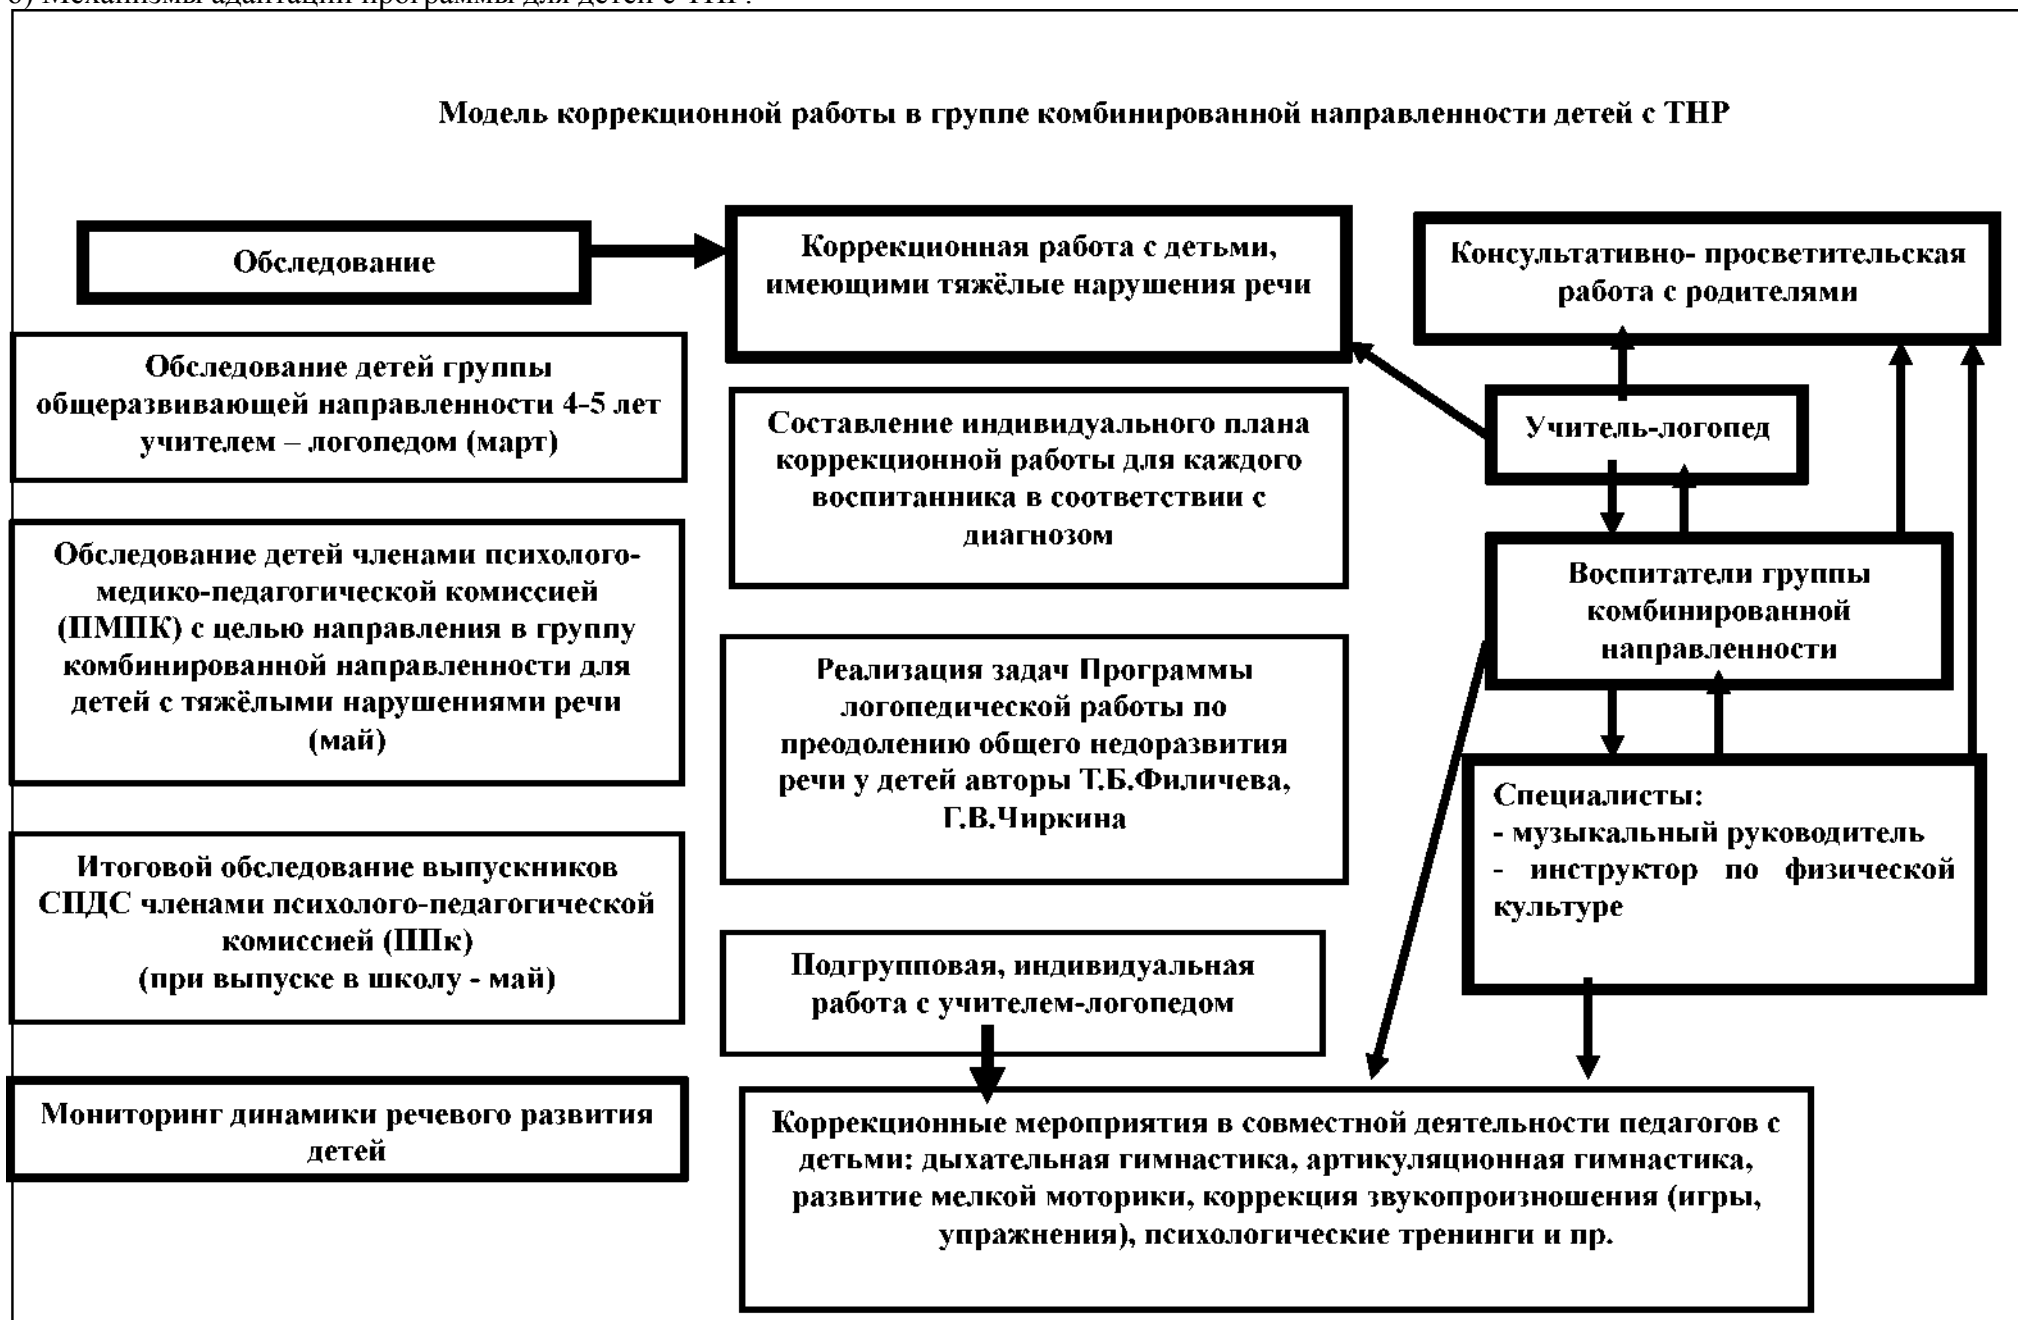 б) Механизмы адаптации программы для детей с ТНР:
Модель коррекционной работы в группе комбинированной направленности детей с ТНР
Обследование
Обследование детей группы
общеразвивающей направленности 4-5 лет
учителем – логопедом (март)
Обследование детей членами психолого-
медико-педагогической комиссией
(ПМПК) с целью направления в группу
комбинированной направленности для
детей с тяжёлыми нарушениями речи
(май)
Итоговой обследование выпускников
СПДС членами психолого-педагогической
комиссией (ППк)
(при выпуске в школу - май)
Мониторинг динамики речевого развития
детей
Коррекционная работа с детьми,
имеющими тяжёлые нарушения речи
Составление индивидуального плана
коррекционной работы для каждого
воспитанника в соответствии с
диагнозом
Реализация задач Программы
логопедической работы по
преодолению общего недоразвития
речи у детей авторы Т.Б.Филичева,
Г.В.Чиркина
Подгрупповая, индивидуальная
работа с учителем-логопедом
Коррекционные мероприятия в совместной деятельности педагогов с
детьми: дыхательная гимнастика, артикуляционная гимнастика,
развитие мелкой моторики, коррекция звукопроизношения (игры,
упражнения), психологические тренинги и пр.
Консультативно- просветительская
работа с родителями
Учитель-логопед
Воспитатели группы
комбинированной
направленности
Специалисты:
- музыкальный руководитель
- инструктор по физической
культуре